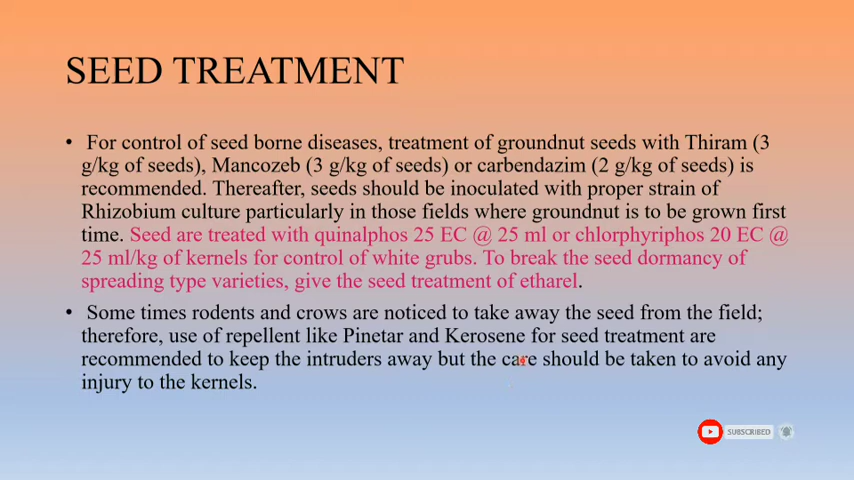 SEED TREATMENT
• For control of seed borne diseases, treatment of groundnut seeds with Thiram (3
g/kg of seeds), Mancozeb (3 g/kg of seeds) or carbendazim (2 g/kg of seeds) is
recommended. Thereafter, seeds should be inoculated with proper strain of
Rhizobium culture particularly in those fields where groundnut is to be grown first
time. Seed are treated with quinalphos 25 EC @ 25 ml or chlorphyriphos 20 EC @
25 ml/kg of kernels for control of white grubs. To break the seed dormancy of
spreading type varieties, give the seed treatment of etharel.
• Some times rodents and crows are noticed to take away the seed from the field;
therefore, use of repellent like Pinetar and Kerosene for seed treatment are
recommended to keep the intruders away but the care should be taken to avoid any
injury to the kernels.
SUBSCRIBED